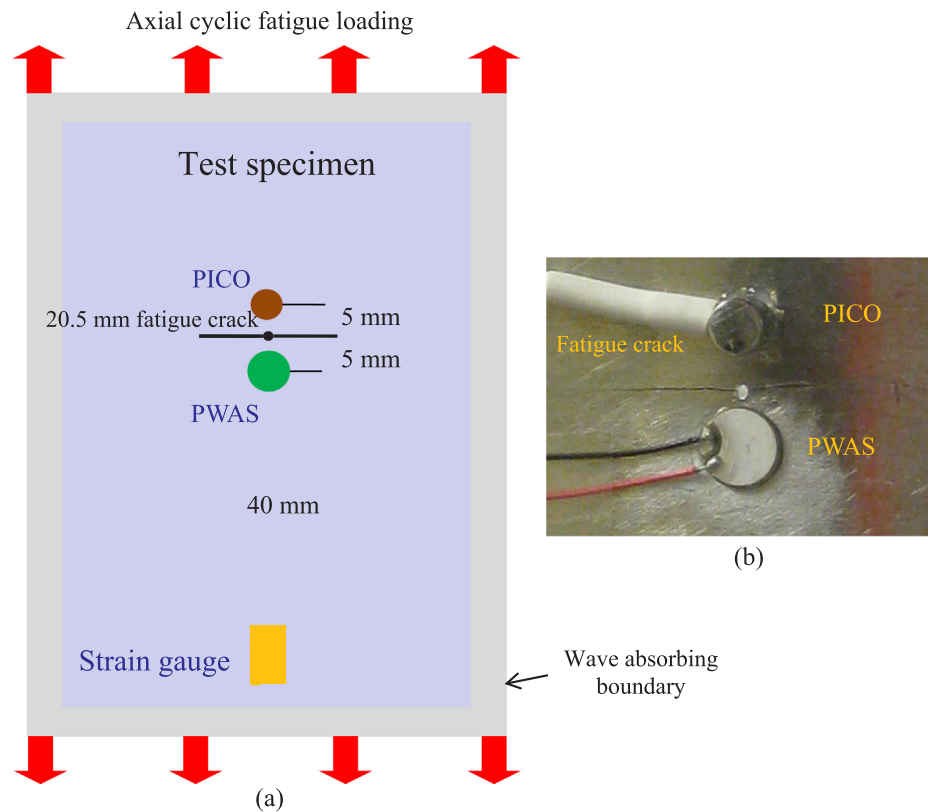 Axial cyclic fatigue loading
Test specimen
PICO
20.5 mm fatigue crack
5 mm
5 mm
PWAS
40 mm
Strain gauge
Wave absorbing
boundary
(a)
PICO
Fatigue crack
PWAS
(b)